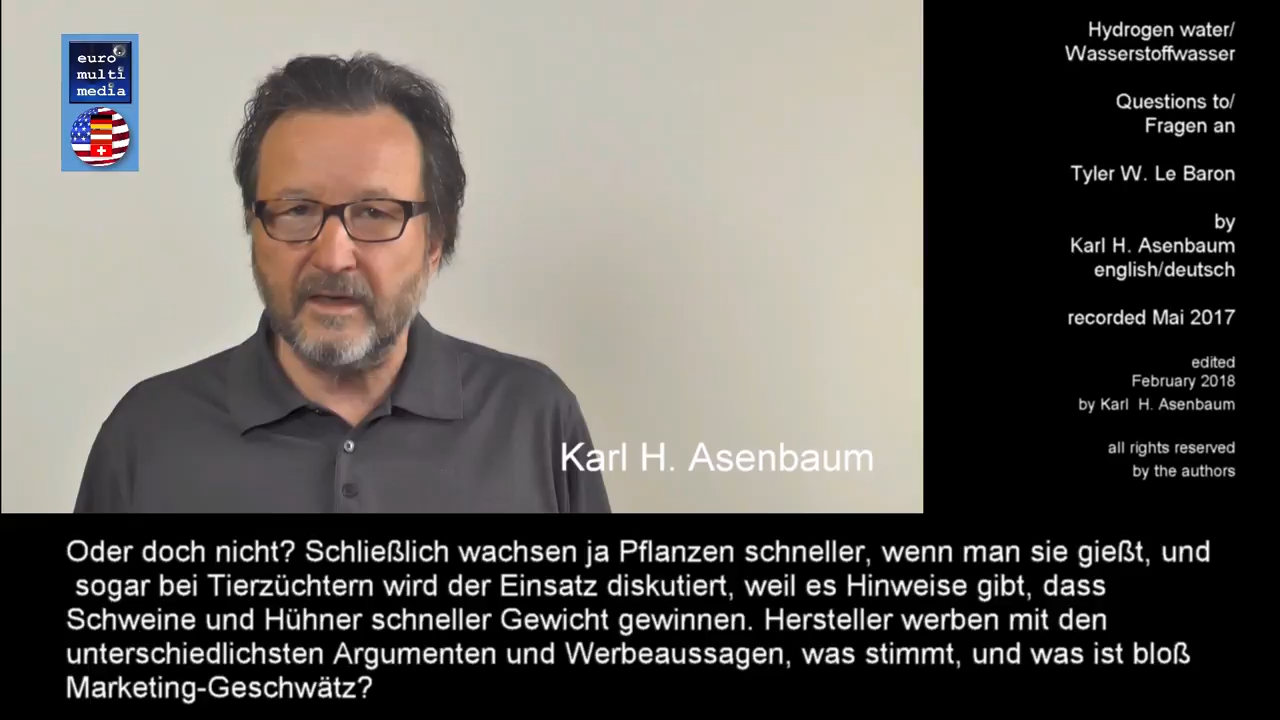 euro
multi
media
Karl H. Asenbaum
Hydrogen water/
Wasserstoffwasser
Questions to/
Fragen an
Tyler W. Le Baron
by
Karl H. Asenbaum
english/deutsch
recorded Mai 2017
edited
February 2018
by Karl H. Asenbaum
all rights reserved
by the authors
Oder doch nicht? Schließlich wachsen ja Pflanzen schneller, wenn man sie gießt, und
sogar bei Tierzüchtern wird der Einsatz diskutiert, weil es Hinweise gibt, dass
Schweine und Hühner schneller Gewicht gewinnen. Hersteller werben mit den
unterschiedlichsten Argumenten und Werbeaussagen, was stimmt, und was ist bloß
Marketing-Geschwätz?